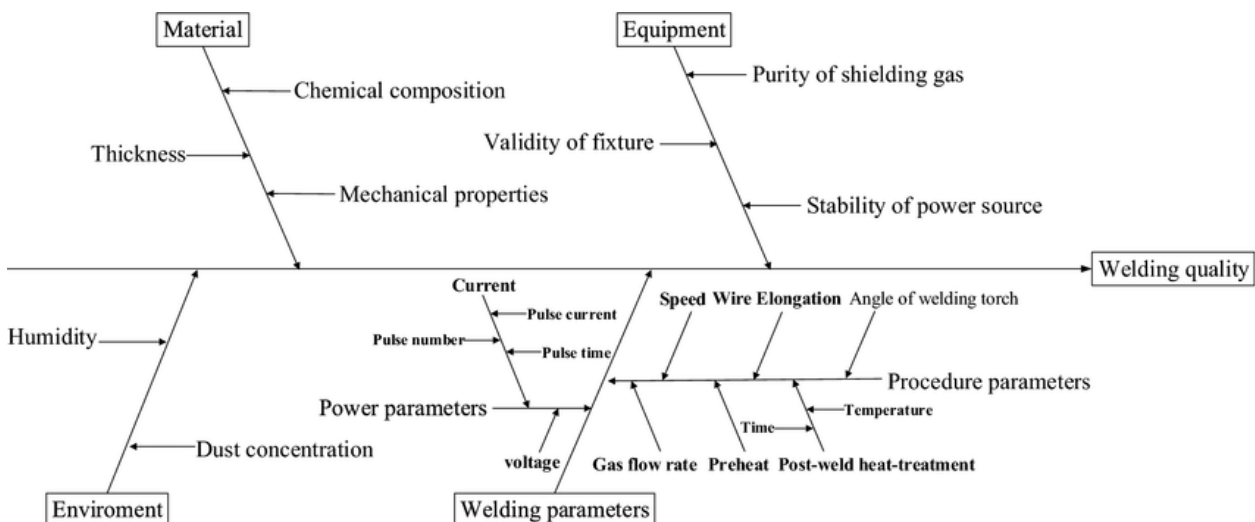 Material
Equipment
Chemical composition
Purity of shielding gas
Thickness
Validity of fixture
Mechanical properties
Stability of power source
Welding quality
Current
Speed
Wire Elongation
Angle of welding torch
Pulse current
Humidity
Pulse number
Pulse time
Procedure parameters
Power parameters
Temperature
Time
Dust concentration
voltage
Gas flow rate
Preheat
Post-weld heat-treatment
Enviroment
Welding parameters